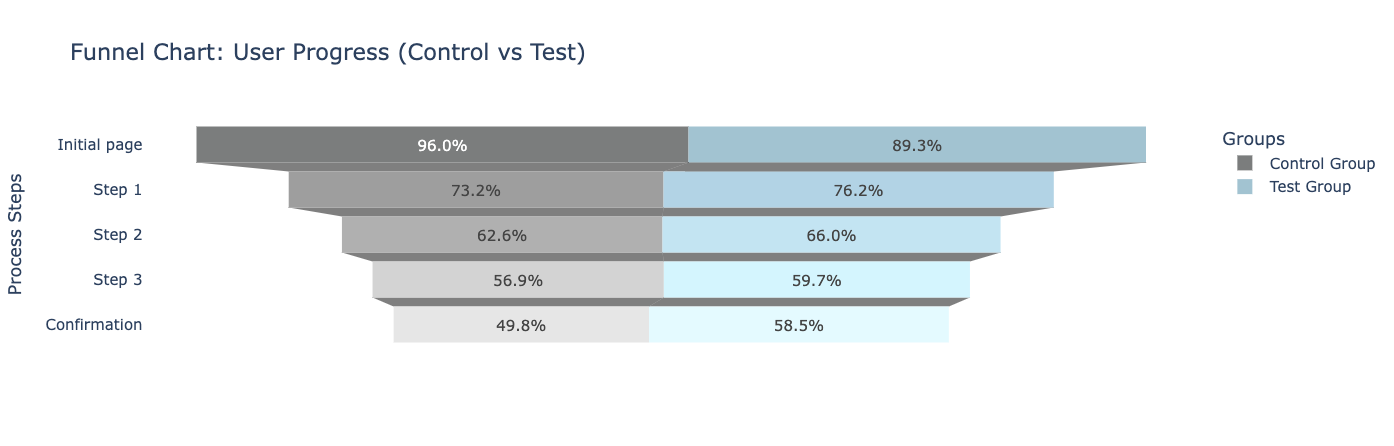 Funnel Chart: User Progress (Control vs Test)
Process Steps
Initial page
96.0%
89.3%
Step 1
73.2%
76.2%
Step 2
62.6%
66.0%
Step 3
56.9%
59.7%
Confirmation
49.8%
58.5%
Groups
Control Group
Test Group